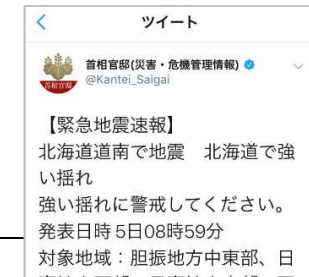 ツイート
首相官邸(災害・危機管理情報)
@Kantei_Saigai
【緊急地震速報】
北海道道南で地震 北海道で強
い揺れ
強い揺れに警戒してください。
発表日時 5日08時59分
対象地域：胆振地方中東部、日